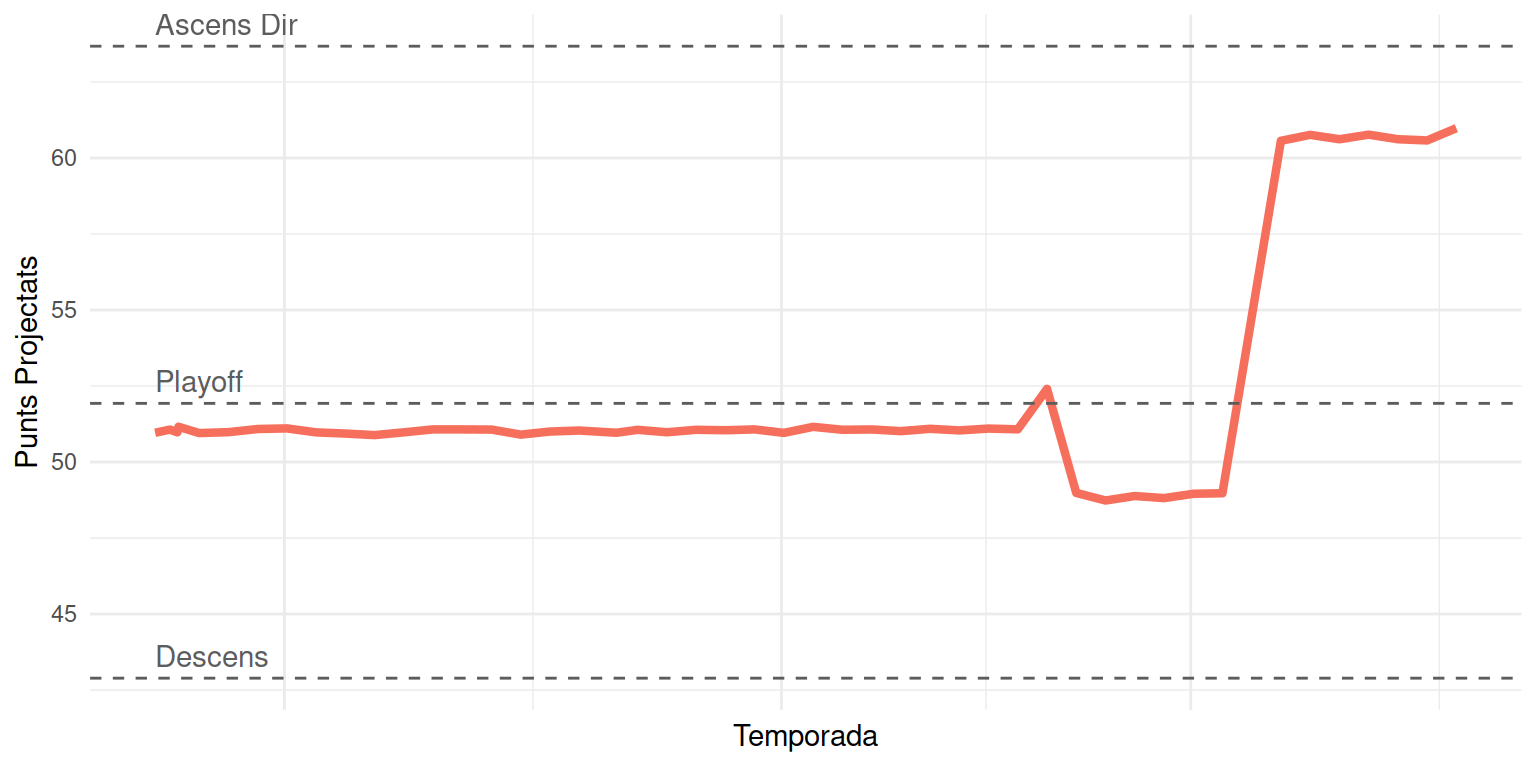 Ascens Dir
60
55
Playoff
50
45
Descens
Punts Projectats
Temporada